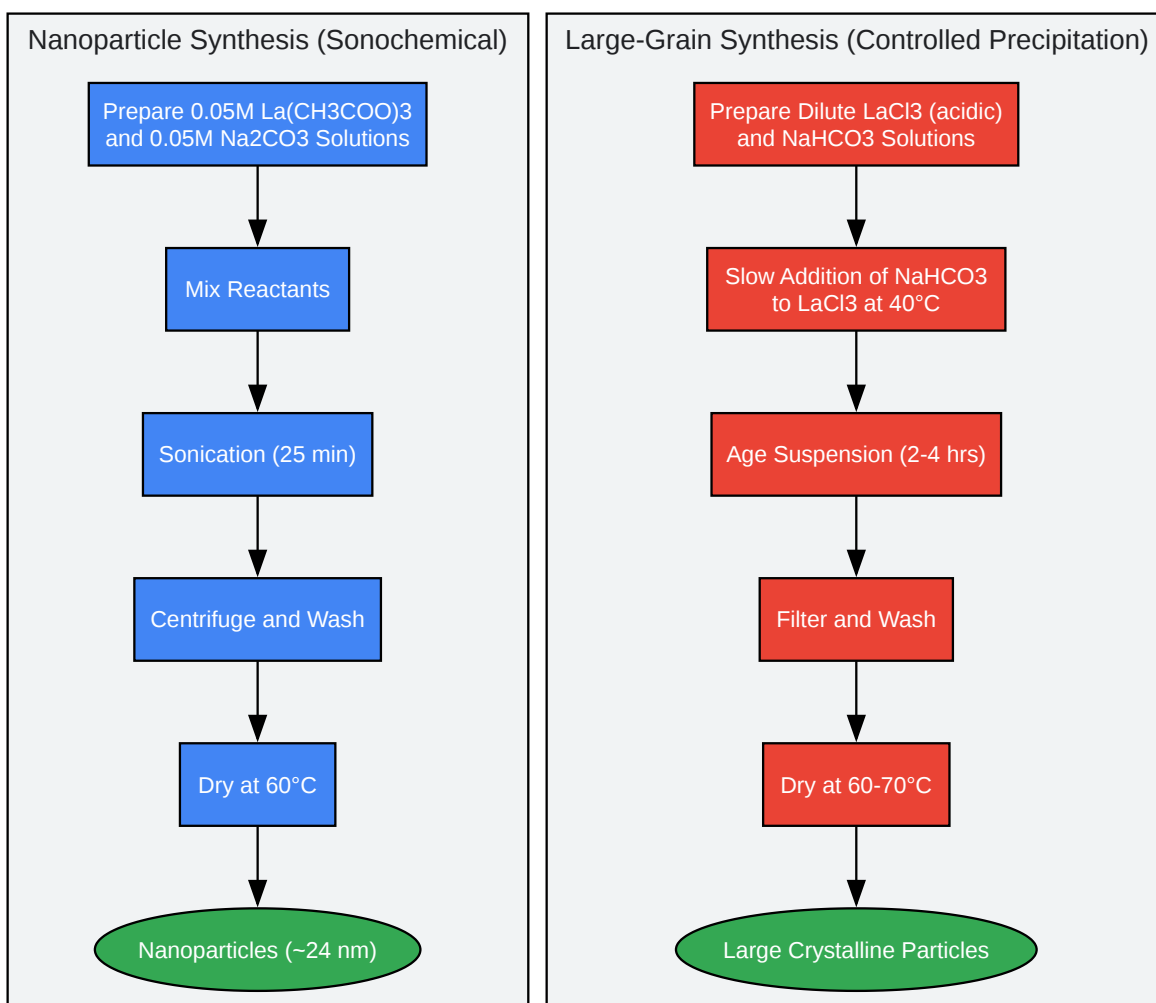 Nanoparticle Synthesis (Sonochemical)
Prepare 0.05M La(CH3COO)3
and 0.05M Na2CO3 Solutions
Mix Reactants
Sonication (25 min)
Centrifuge and Wash
Dry at 60°C
Nanoparticles (~24 nm)
Large-Grain Synthesis (Controlled Precipitation)
Prepare Dilute LaCl3 (acidic)
and NaHCO3 Solutions
Slow Addition of NaHCO3
to LaCl3 at 40°C
Age Suspension (2-4 hrs)
Filter and Wash
Dry at 60-70°C
Large Crystalline Particles